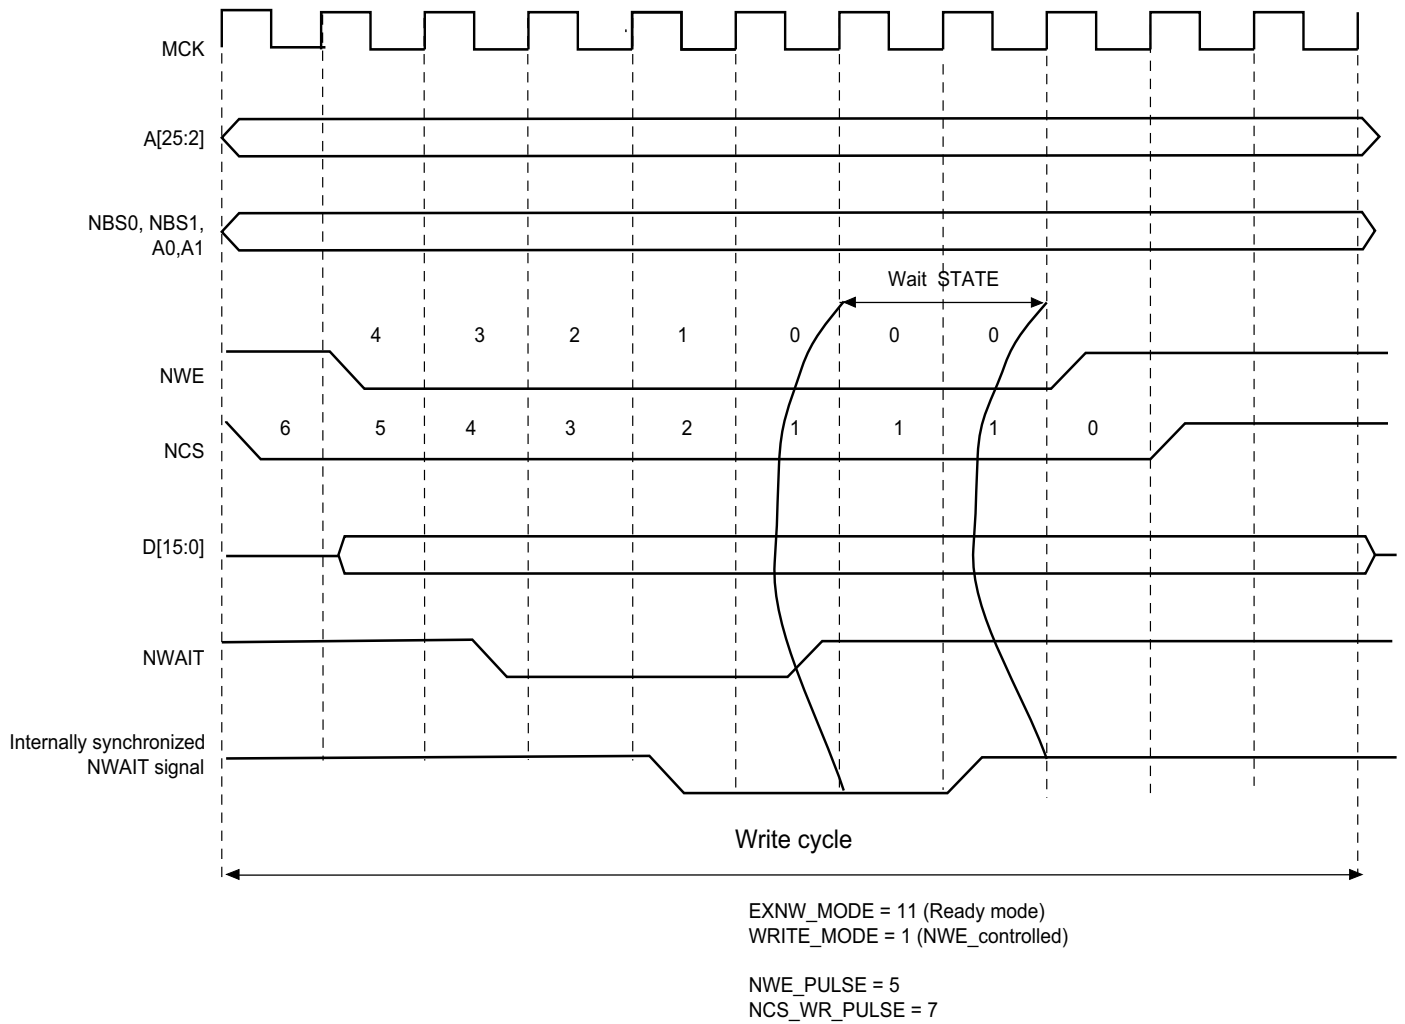 MCK
A[25:2]
NBS0, NBS1,
A0,A1
Wait STATE
4 3 2 1 0 0 0
NWE
6 5 4 3 2 1 1 1 0
NCS
D[15:0]
NWAIT
Internally synchronized
NWAIT signal
Write cycle
EXNW_MODE = 11 (Ready mode)
WRITE_MODE = 1 (NWE_controlled)
NWE_PULSE = 5
NCS_WR_PULSE = 7